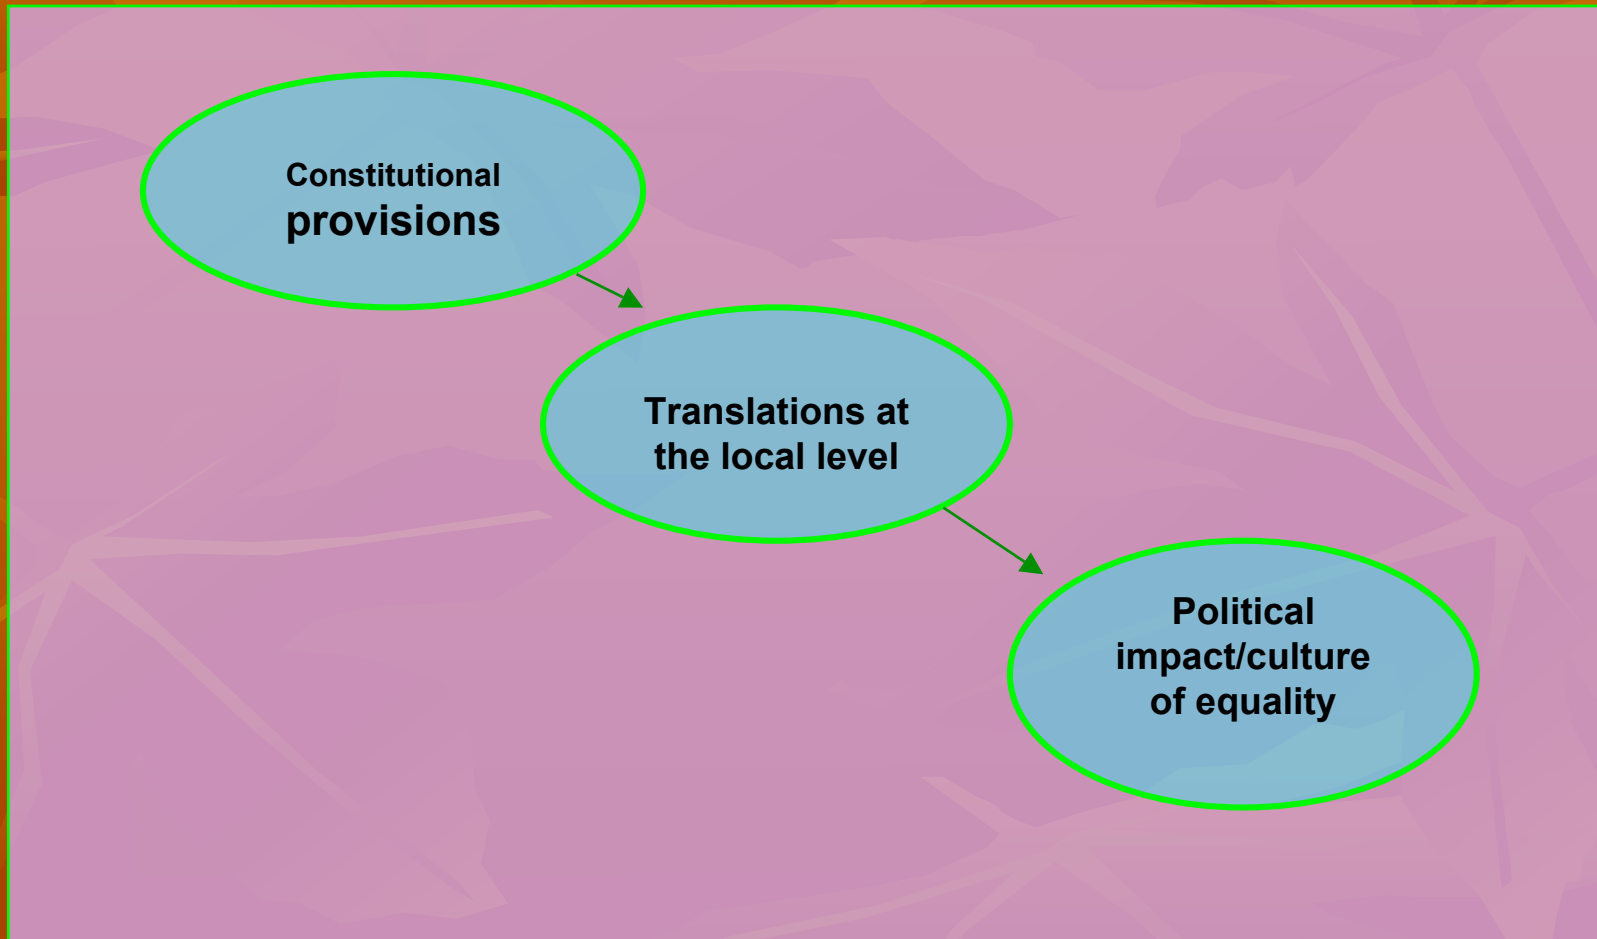 Constitutional
provisions
Translations at
the local level
Political
impact/culture
of equality